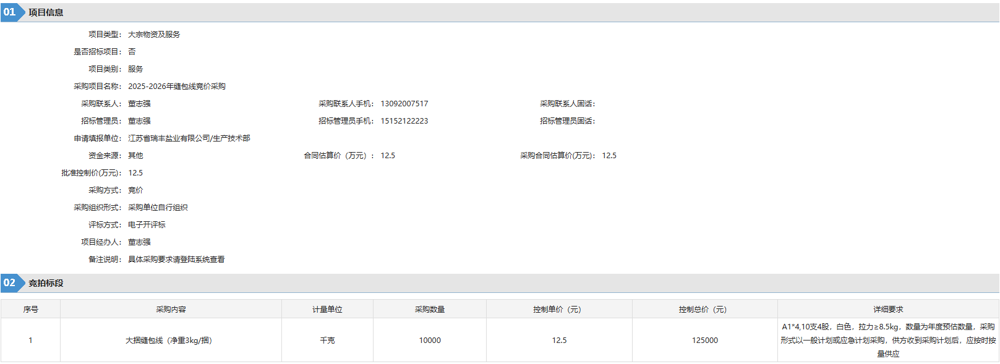 01 项目信息
项目类型： 大宗物资及服务
是否招标项目： 否
项目类别： 服务
采购项目名称： 2025-2026年缝包线竞价采购
采购联系人： 董志强 采购联系人手机： 13092007517 采购联系人固话：
招标管理员： 董志强 招标管理员手机： 15152122223 招标管理员固话：
申请填报单位： 江苏省瑞丰盐业有限公司/生产技术部
资金来源： 其他 合同估算价（万元）： 12.5 采购合同估算价(万元)： 12.5
批准控制价(万元)： 12.5
采购方式： 竞价
采购组织形式： 采购单位自行组织
评标方式： 电子开评标
项目经办人： 董志强
备注说明： 具体采购要求请登陆系统查看
02 竞拍标段
序号 采购内容 计量单位 采购数量 控制单价（元） 控制总价（元） 详细要求
1 大捆缝包线（净重3kg/捆） 千克 10000 12.5 125000 A1*4,10支4股，白色，拉力≥8.5kg，数量为年度预估数量，采购
形式以一般计划或应急计划采购，供方收到采购计划后，应按时按
量供应